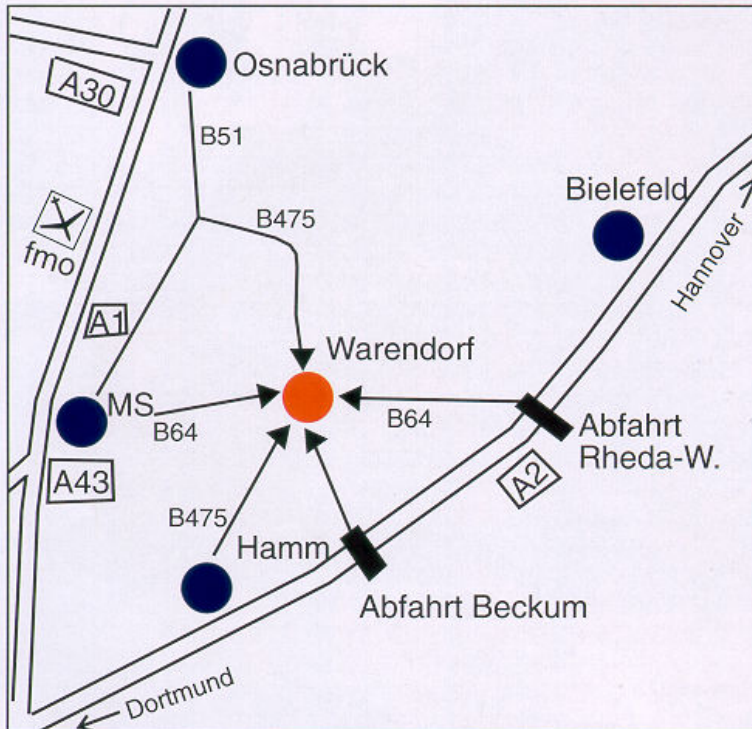 Osnabrück
A30
B51
Bielefeld
B475
fmo
Hannover
A1
Warendorf
MS
B64
B64
Abfahrt
Rheda-W.
A43
A2
B475
Hamm
Abfahrt Beckum
Dortmund